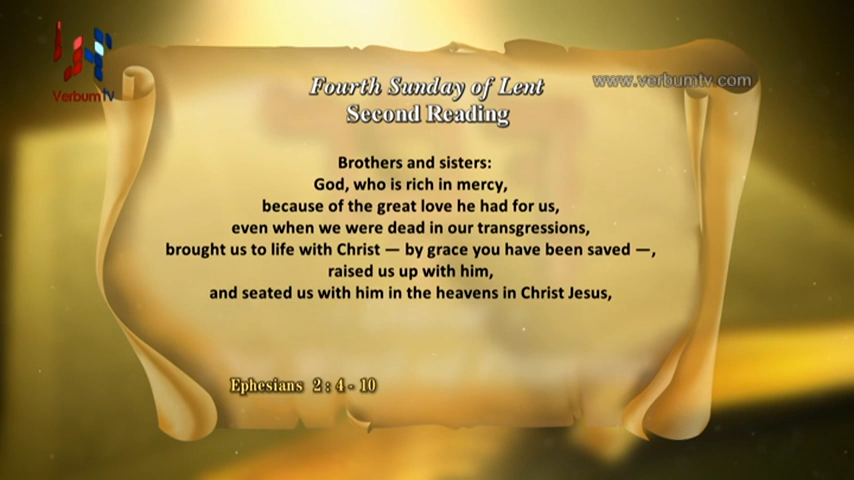 VerbumTV
www.verbumtv.com
Fourth Sunday of Lent
Second Reading
Brothers and sisters:
God, who is rich in mercy,
because of the great love he had for us,
even when we were dead in our transgressions,
brought us to life with Christ — by grace you have been saved —,
raised us up with him,
and seated us with him in the heavens in Christ Jesus,
Ephesians 2 : 4 - 10